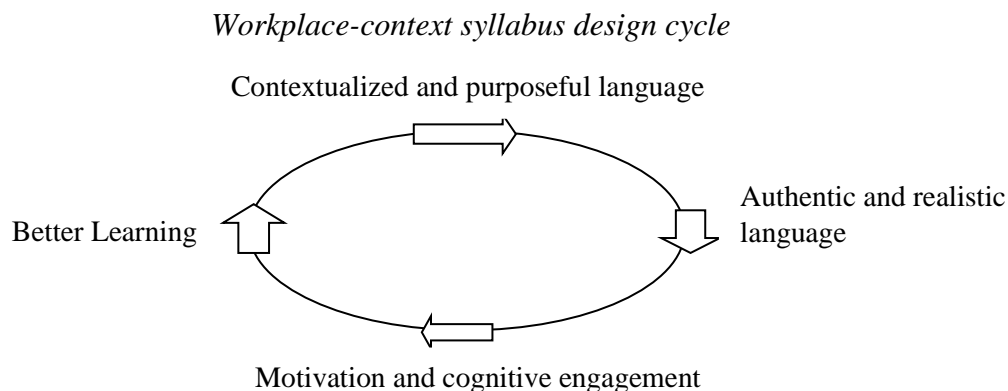 Workplace-context syllabus design cycle
Contextualized and purposeful language
Authentic and realistic
language
Better Learning
Motivation and cognitive engagement